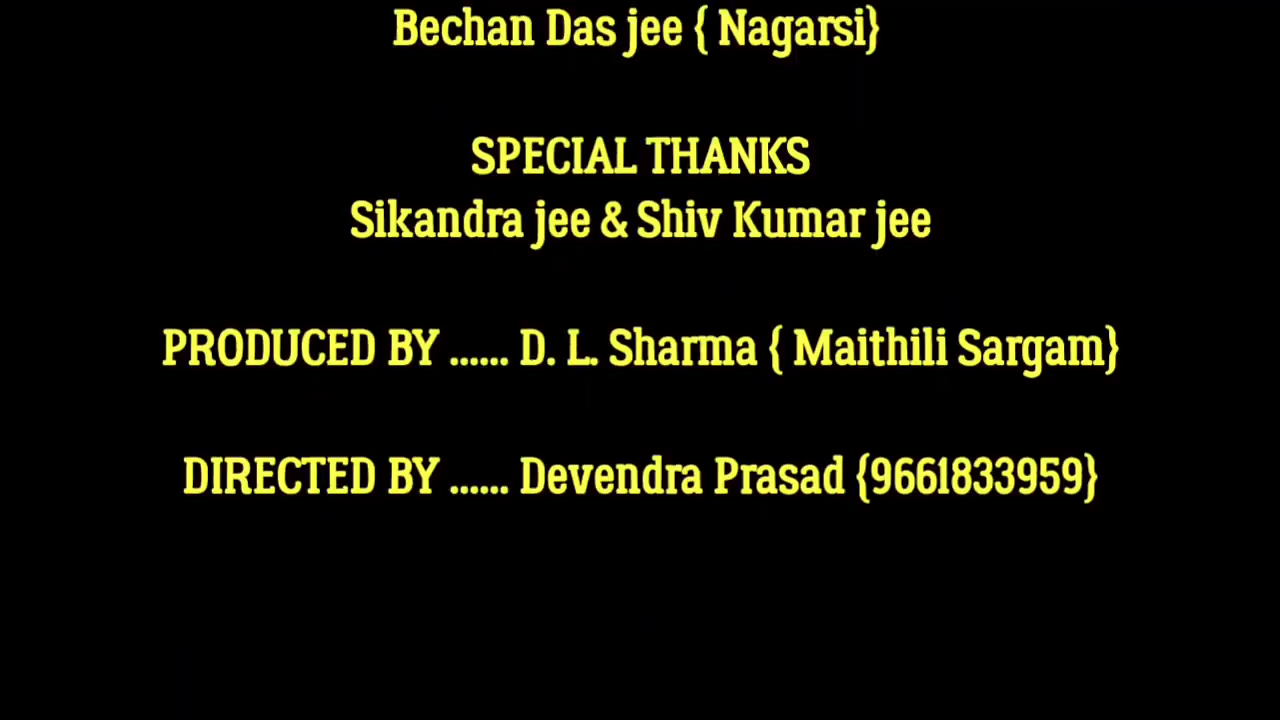 Bechan Das jee { Nagarsi}
SPECIAL THANKS
Sikandra jee & Shiv Kumar jee
PRODUCED BY ...... D. L. Sharma { Maithili Sargam}
DIRECTED BY ...... Devendra Prasad {9661833959}